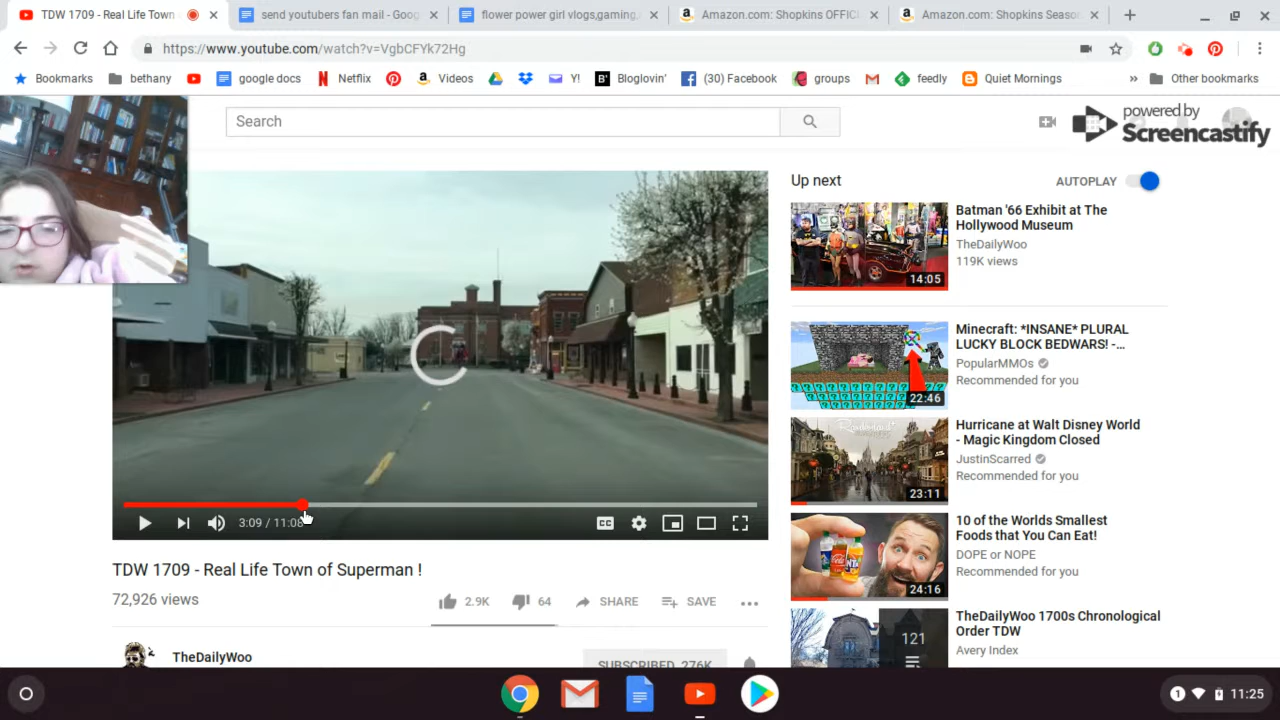 TDW 1709 - Real Life Town
send youtubers fan mail - Goog
flower power girl vlogs,gaming,
Amazon.com: Shopkins OFFICI
Amazon.com: Shopkins Seaso
https://www.youtube.com/watch?v=VgbCFYk72Hg
Bookmarks
bethany
google docs
Netflix
Videos
Y!
Bloglovin'
(30) Facebook
groups
feedly
Quiet Mornings
Other bookmarks
Search
powered by
Screencastify
Up next
AUTOPLAY
Batman '66 Exhibit at The
Hollywood Museum
TheDailyWoo
119K views
14:05
Minecraft: *INSANE* PLURAL
LUCKY BLOCK BEDWARS! -...
PopularMMOs
Recommended for you
22:46
Hurricane at Walt Disney World
- Magic Kingdom Closed
JustinScarred
Recommended for you
23:11
10 of the Worlds Smallest
Foods that You Can Eat!
DOPE or NOPE
Recommended for you
24:16
TheDailyWoo 1700s Chronological
Order TDW
Avery Index
121
3:09 / 11:08
CC
TDW 1709 - Real Life Town of Superman !
72,926 views
2.9K
64
SHARE
SAVE
TheDailyWoo
SUBSCRIBED 276K
1
11:25